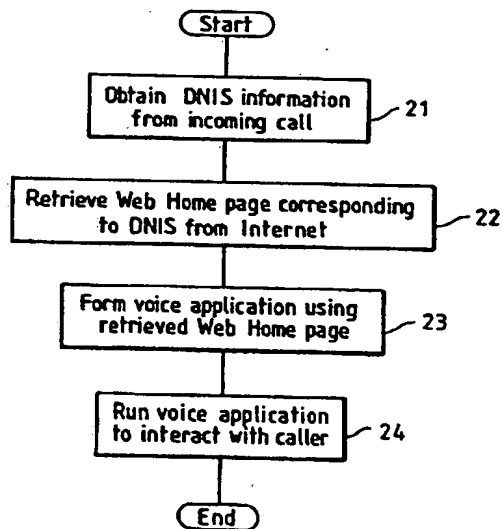 Start
Obtain DNIS information
from incoming call
21
Retrieve Web Home page corresponding
to DNIS from Internet
22
Form voice application using
retrieved Web Home page
23
Run voice application
to interact with caller
24
End